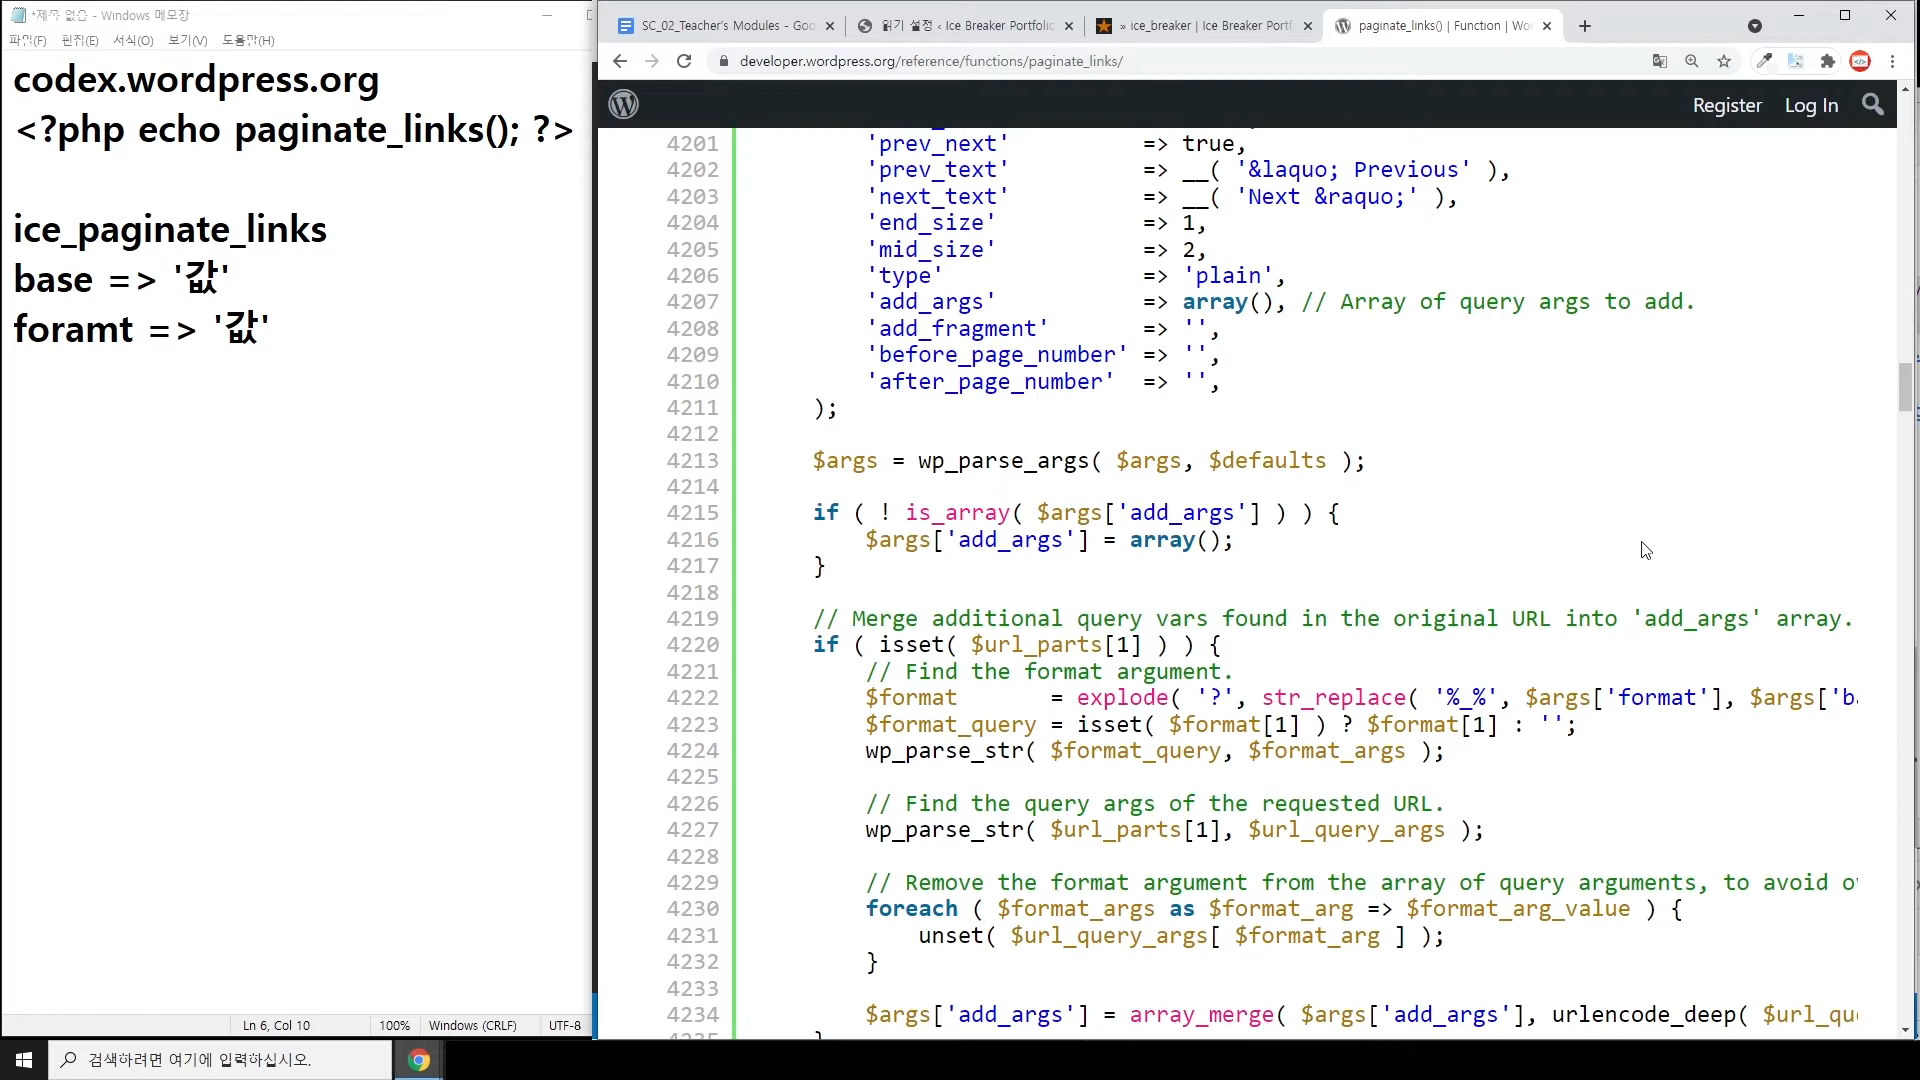 *제목 없음 - Windows 메모장
파일(F) 편집(E) 서식(O) 보기(V) 도움말(H)
codex.wordpress.org
<?php echo paginate_links(); ?>
ice_paginate_links
base => '값'
foramt => '값'
Ln 6, Col 10 100% Windows (CRLF) UTF-8
검색하려면 여기에 입력하십시오.
SC_02_Teacher's Modules - Goo
읽기 설정 ‹ Ice Breaker Portfolio
» ice_breaker | Ice Breaker Portf
paginate_links() | Function | Wo
developer.wordpress.org/reference/functions/paginate_links/
Register Log In
4201 'prev_next' => true,
4202 'prev_text' => __( '&laquo; Previous' ),
4203 'next_text' => __( 'Next &raquo;' ),
4204 'end_size' => 1,
4205 'mid_size' => 2,
4206 'type' => 'plain',
4207 'add_args' => array(), // Array of query args to add.
4208 'add_fragment' => '',
4209 'before_page_number' => '',
4210 'after_page_number' => '',
4211 );
4212
4213 $args = wp_parse_args( $args, $defaults );
4214
4215 if ( ! is_array( $args['add_args'] ) ) {
4216 $args['add_args'] = array();
4217 }
4218
4219 // Merge additional query vars found in the original URL into 'add_args' array.
4220 if ( isset( $url_parts[1] ) ) {
4221 // Find the format argument.
4222 $format = explode( '?', str_replace( '%_%', $args['format'], $args['b
4223 $format_query = isset( $format[1] ) ? $format[1] : '';
4224 wp_parse_str( $format_query, $format_args );
4225
4226 // Find the query args of the requested URL.
4227 wp_parse_str( $url_parts[1], $url_query_args );
4228
4229 // Remove the format argument from the array of query arguments, to avoid
4230 foreach ( $format_args as $format_arg => $format_arg_value ) {
4231 unset( $url_query_args[ $format_arg ] );
4232 }
4233
4234 $args['add_args'] = array_merge( $args['add_args'], urlencode_deep( $url_qu
4235 }